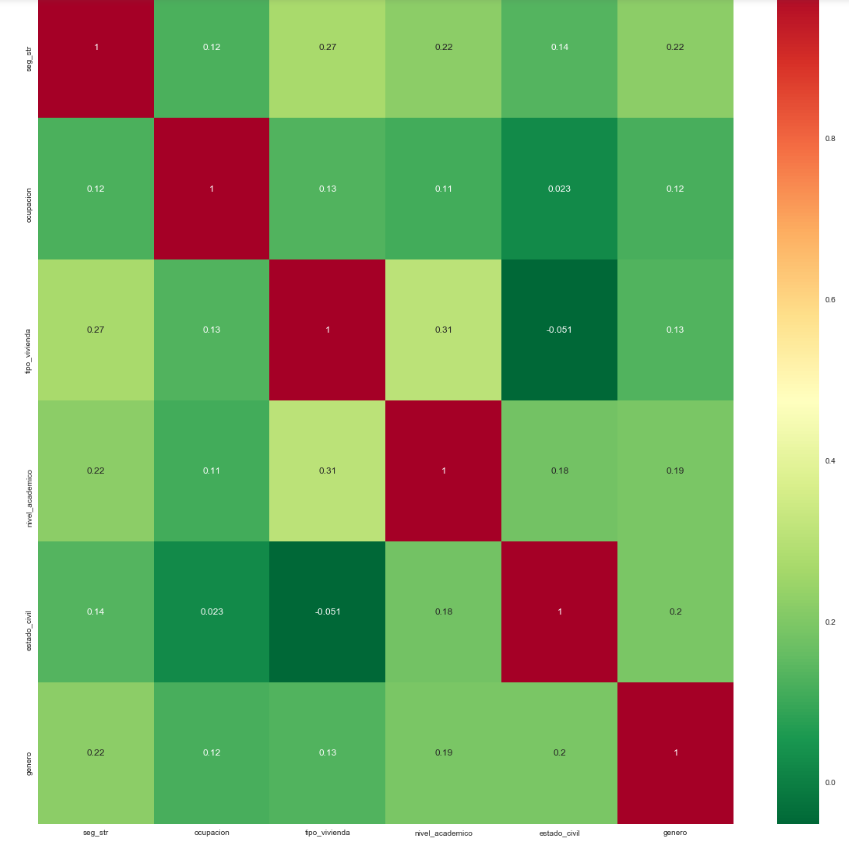 seg_str 1 0.12 0.27 0.22 0.14 0.22
ocupacion 0.12 1 0.13 0.11 0.023 0.12
tipo_vivienda 0.27 0.13 1 0.31 -0.051 0.13
nivel_academico 0.22 0.11 0.31 1 0.18 0.19
estado_civil 0.14 0.023 -0.051 0.18 1 0.2
genero 0.22 0.12 0.13 0.19 0.2 1
seg_str ocupacion tipo_vivienda nivel_academico estado_civil genero
0.8
0.6
0.4
0.2
0.0